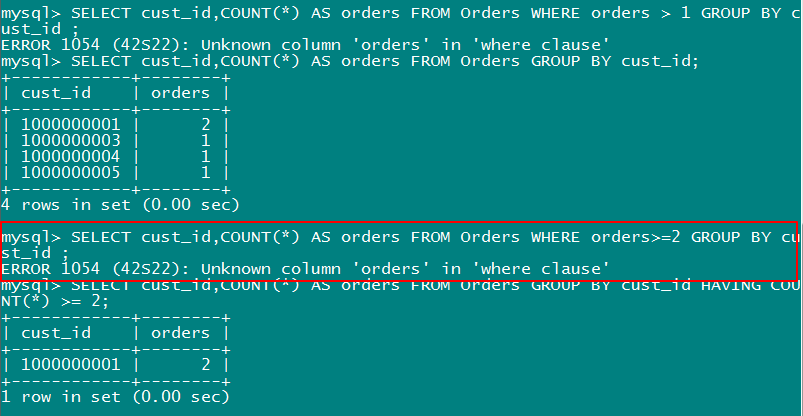 mysql> SELECT cust_id,COUNT(*) AS orders FROM Orders WHERE orders > 1 GROUP BY c
ust_id ;
ERROR 1054 (42S22): Unknown column 'orders' in 'where clause'
mysql> SELECT cust_id,COUNT(*) AS orders FROM Orders GROUP BY cust_id;
+------------+--------+
| cust_id    | orders |
+------------+--------+
| 1000000001 |      2 |
| 1000000003 |      1 |
| 1000000004 |      1 |
| 1000000005 |      1 |
+------------+--------+
4 rows in set (0.00 sec)
mysql> SELECT cust_id,COUNT(*) AS orders FROM Orders WHERE orders>=2 GROUP BY cu
st_id ;
ERROR 1054 (42S22): Unknown column 'orders' in 'where clause'
mysql> SELECT cust_id,COUNT(*) AS orders FROM Orders GROUP BY cust_id HAVING COU
NT(*) >= 2;
+------------+--------+
| cust_id    | orders |
+------------+--------+
| 1000000001 |      2 |
+------------+--------+
1 row in set (0.00 sec)